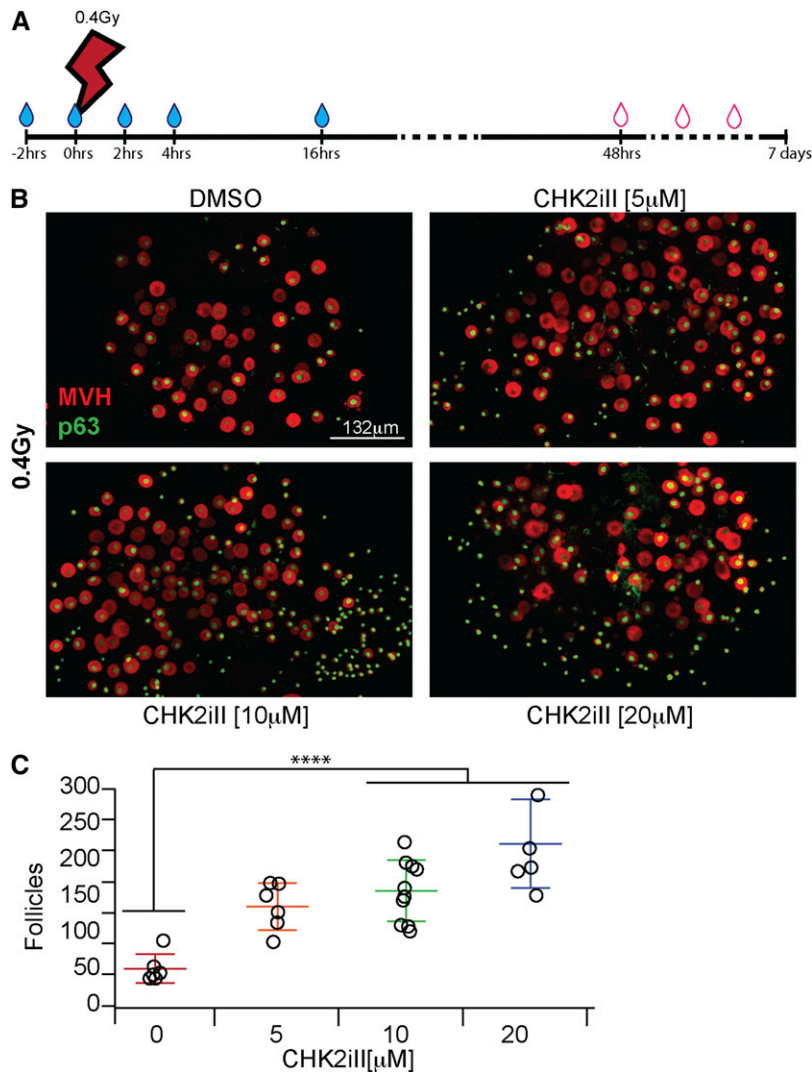 A
0.4Gy
-2hrs 0hrs 2hrs 4hrs 16hrs 48hrs 7 days
B
DMSO CHK2iII [5μM]
0.4Gy
MVH
p63
132μm
CHK2iII [10μM] CHK2iII [20μM]
C
****
Follicles
300
250
200
150
100
50
0
0 5 10 20
CHK2iII[μM]